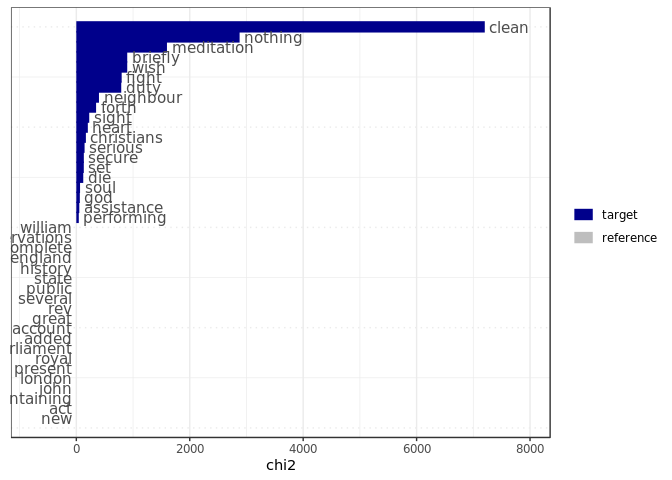 clean
nothing
meditation
briefly
wish
fight
duty
neighbour
forth
sight
heart
christians
serious
secure
set
die
soul
god
assistance
performing
william
rvations
omplete
england
history
state
public
several
rev
great
account
added
rliament
royal
present
london
john
ntaining
act
new
target
reference
0 2000 4000 6000 8000
chi2